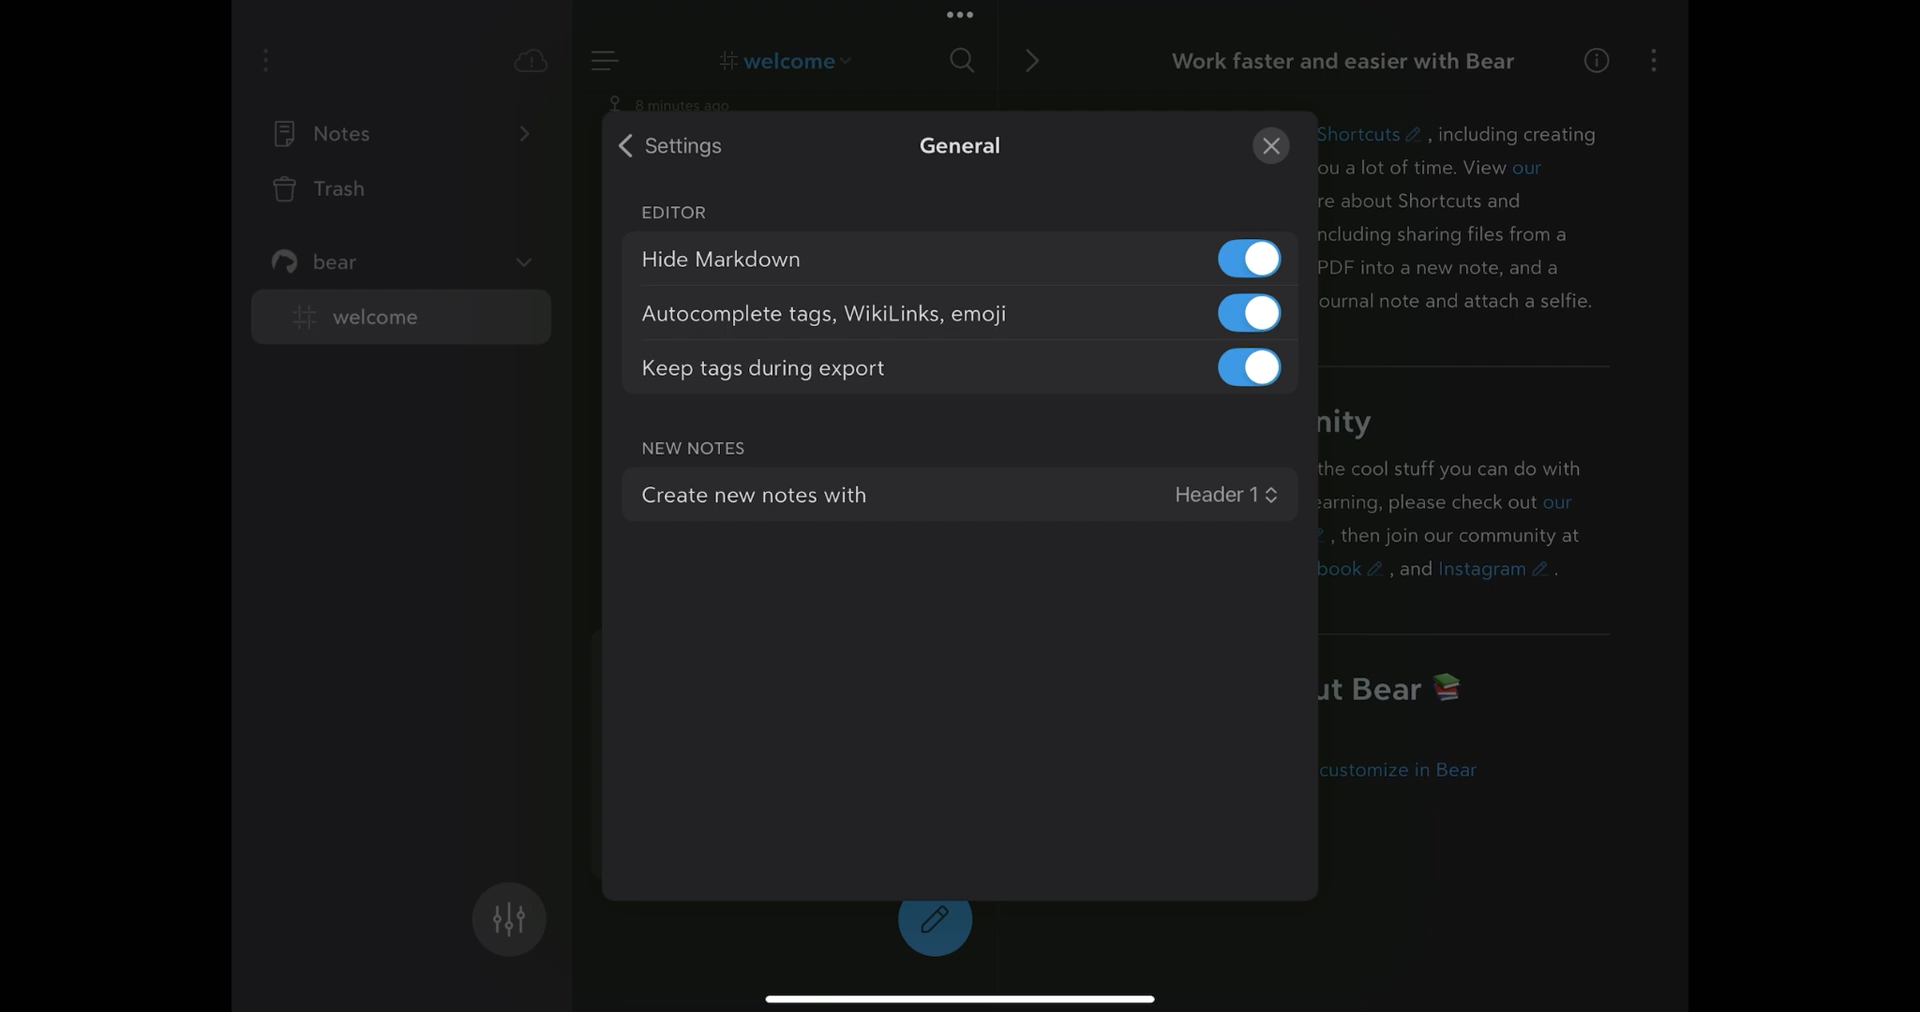 Notes
Trash
bear
welcome
welcome
8 minutes ago
Work faster and easier with Bear
Shortcuts , including creating
ou a lot of time. View our
re about Shortcuts and
ncluding sharing files from a
PDF into a new note, and a
ournal note and attach a selfie.
nity
the cool stuff you can do with
earning, please check out our
, then join our community at
book , and Instagram .
ut Bear
customize in Bear
Settings
General
EDITOR
Hide Markdown
Autocomplete tags, WikiLinks, emoji
Keep tags during export
NEW NOTES
Create new notes with Header 1